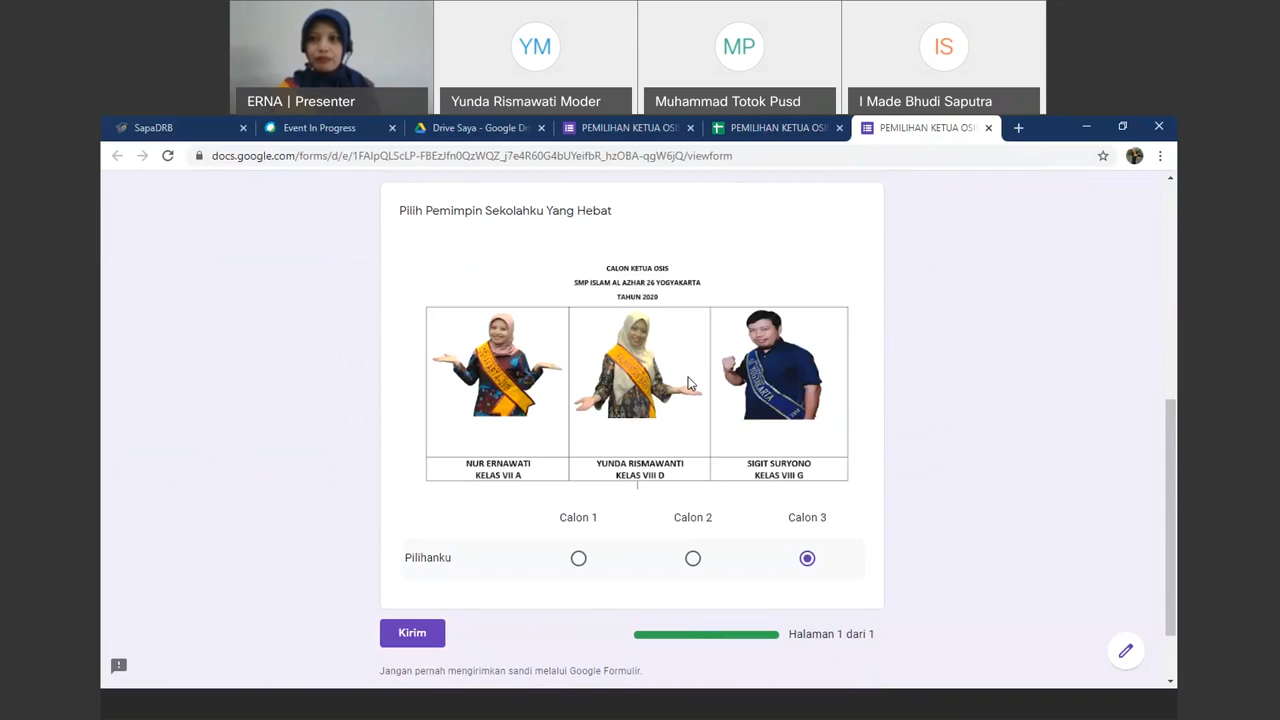 YM
MP
IS
ERNA | Presenter
Yunda Rismawati Moder
Muhammad Totok Pusd
I Made Bhudi Saputra
SapaDRB
Event In Progress
Drive Saya - Google Dri
PEMILIHAN KETUA OSIS
PEMILIHAN KETUA OSIS
PEMILIHAN KETUA OSIS
docs.google.com/forms/d/e/1FAIpQLScLP-FBEzJfn0QzWQZ_j7e4R60G4bUYeifbR_hzOBA-qgW6jQ/viewform
Pilih Pemimpin Sekolahku Yang Hebat
CALON KETUA OSIS
SMP ISLAM AL AZHAR 26 YOGYAKARTA
TAHUN 2020
NUR ERNAWATI
KELAS VII A
YUNDA RISMAWANTI
KELAS VIII D
SIGIT SURYONO
KELAS VIII G
Calon 1
Calon 2
Calon 3
Pilihanku
Kirim
Halaman 1 dari 1
Jangan pernah mengirimkan sandi melalui Google Formulir.